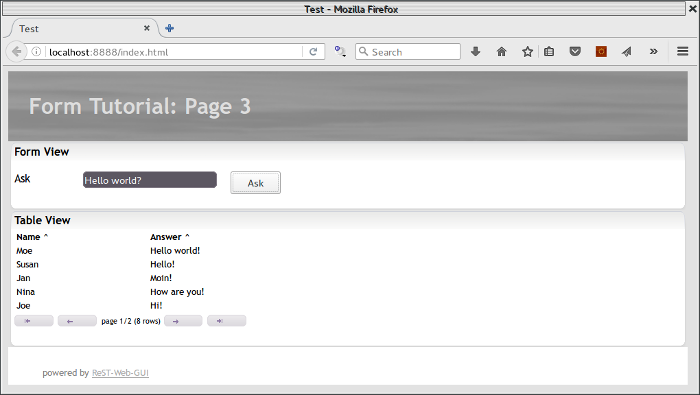 Test - Mozilla Firefox
Test
localhost:8888/index.html
Search
Form Tutorial: Page 3
Form View
Ask Hello world? Ask
Table View
Name ^ Answer ^
Moe Hello world!
Susan Hello!
Jan Moin!
Nina How are you!
Joe Hi!
page 1/2 (8 rows)
powered by ReST-Web-GUI